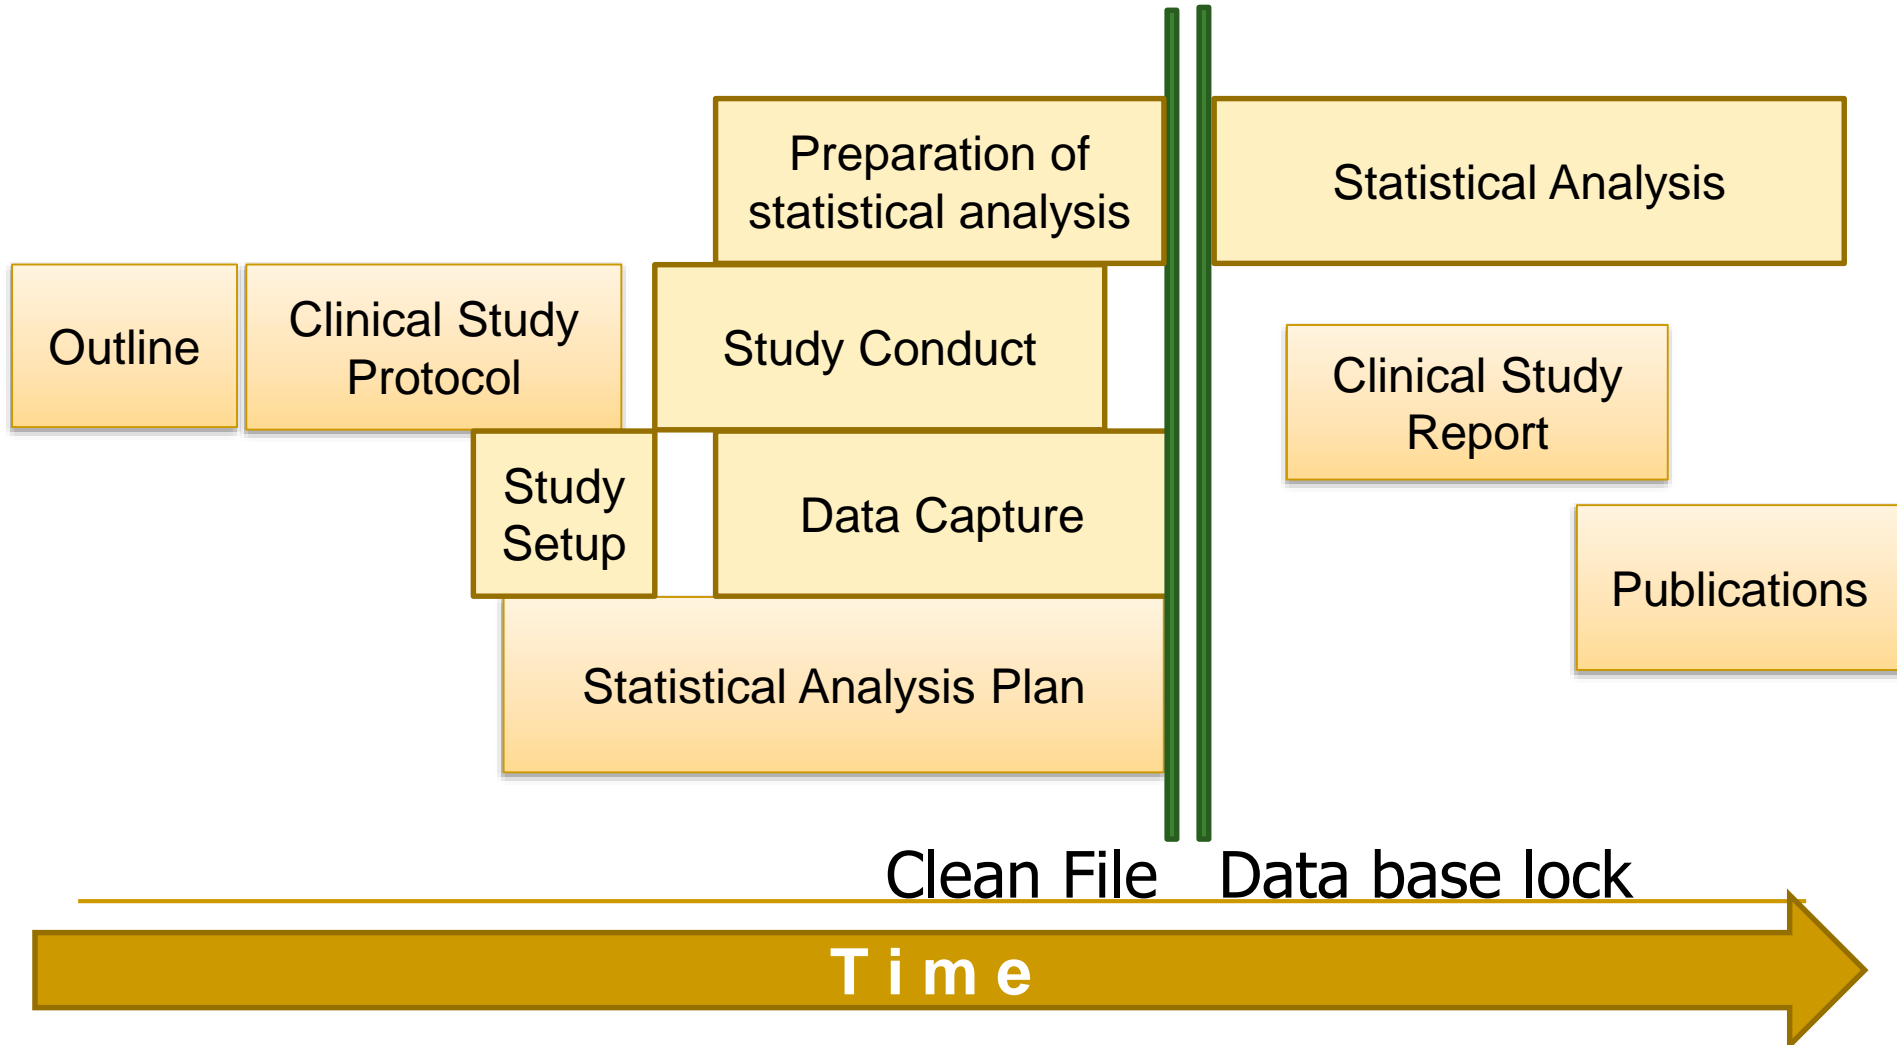 Preparation of
statistical analysis
Statistical Analysis
Outline
Clinical Study
Protocol
Study Conduct
Clinical Study
Report
Study
Setup
Data Capture
Publications
Statistical Analysis Plan
Clean File
Data base lock
Time